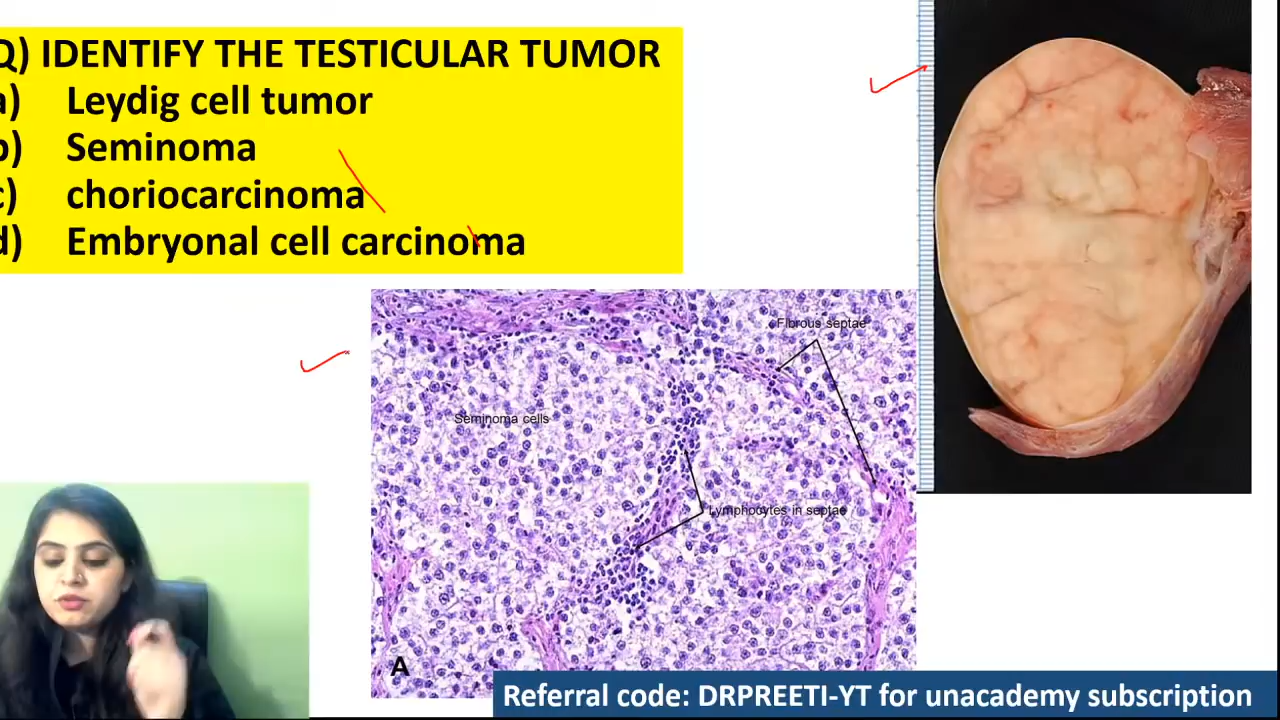 Q) IDENTIFY THE TESTICULAR TUMOR
a) Leydig cell tumor
b) Seminoma
c) choriocarcinoma
d) Embryonal cell carcinoma
Fibrous septae
Seminoma cells
Lymphocytes in septae
A
Referral code: DRPREETI-YT for unacademy subscription